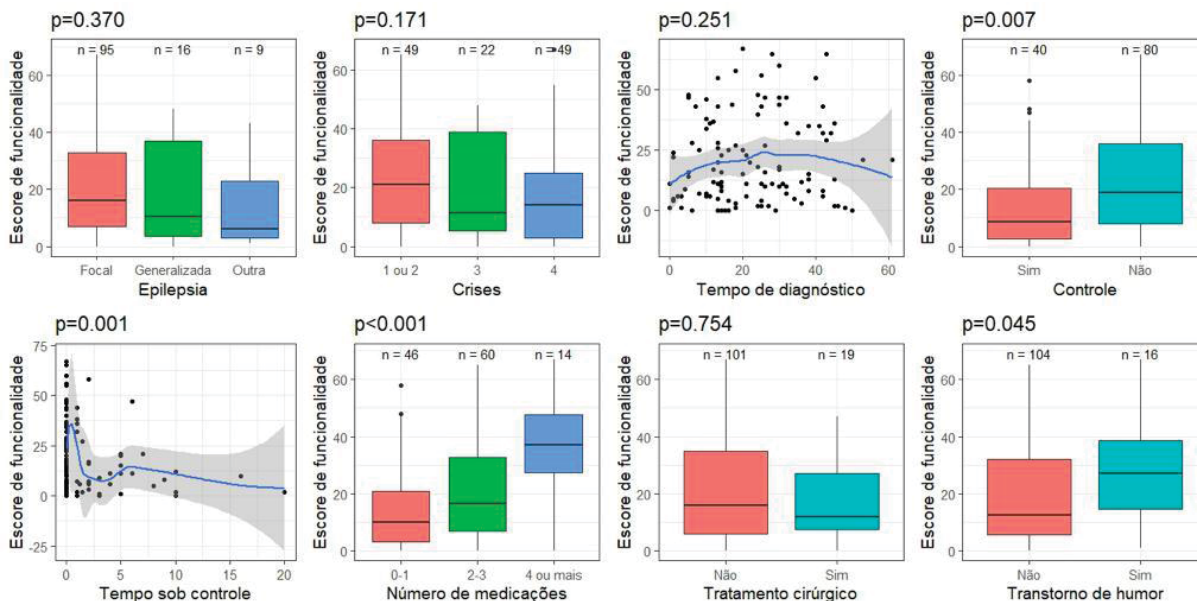 p=0.370
n = 95
n = 16
n = 9
Escore de funcionalidade
60
40
20
0
Focal
Generalizada
Outra
Epilepsia
p=0.171
n = 49
n = 22
n = 49
Escore de funcionalidade
60
40
20
0
1 ou 2
3
4
Crises
p=0.251
Escore de funcionalidade
50
25
0
0
20
40
60
Tempo de diagnóstico
p=0.007
n = 40
n = 80
Escore de funcionalidade
60
40
20
0
Sim
Não
Controle
p=0.001
Escore de funcionalidade
75
50
25
0
-25
0
5
10
15
20
Tempo sob controle
p<0.001
n = 46
n = 60
n = 14
Escore de funcionalidade
60
40
20
0
0-1
2-3
4 ou mais
Número de medicações
p=0.754
n = 101
n = 19
Escore de funcionalidade
60
40
20
0
Não
Sim
Tratamento cirúrgico
p=0.045
n = 104
n = 16
Escore de funcionalidade
60
40
20
0
Não
Sim
Transtorno de humor